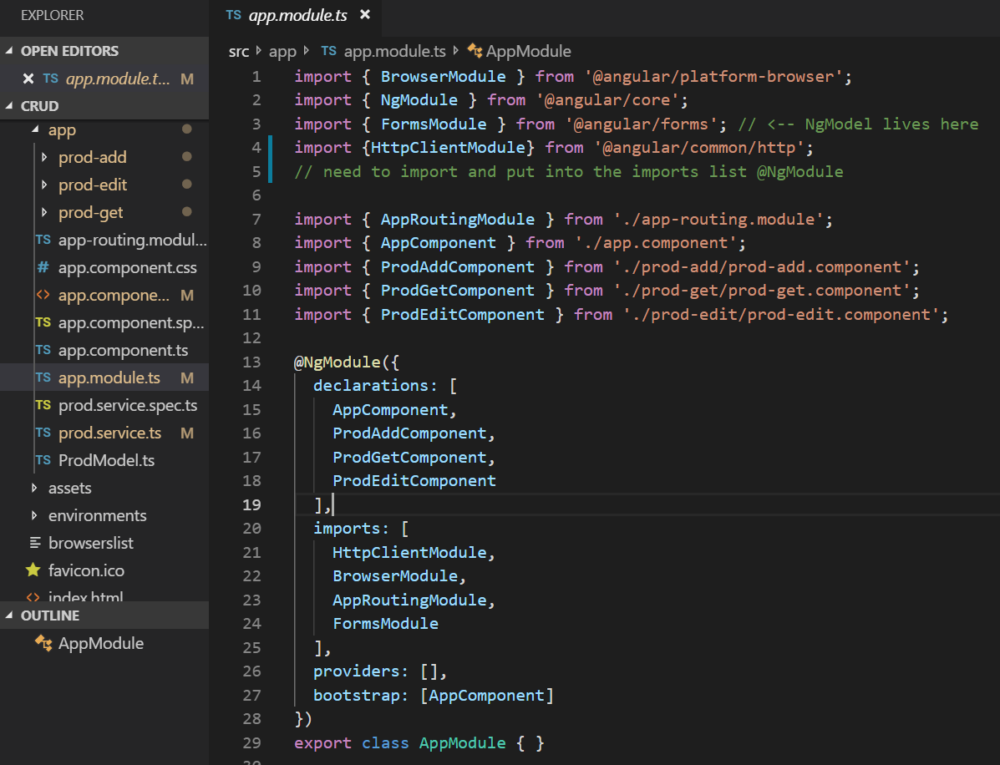 EXPLORER
OPEN EDITORS
TS app.module.t... M
CRUD
app
prod-add
prod-edit
prod-get
TS app-routing.modul...
# app.component.css
<> app.compone... M
TS app.component.sp...
TS app.component.ts
TS app.module.ts M
TS prod.service.spec.ts
TS prod.service.ts M
TS ProdModel.ts
assets
environments
browserslist
favicon.ico
<> index.html
OUTLINE
AppModule
TS app.module.ts
src app TS app.module.ts AppModule
1 import { BrowserModule } from '@angular/platform-browser';
2 import { NgModule } from '@angular/core';
3 import { FormsModule } from '@angular/forms'; // <-- NgModel lives here
4 import {HttpClientModule} from '@angular/common/http';
5 // need to import and put into the imports list @NgModule
6
7 import { AppRoutingModule } from './app-routing.module';
8 import { AppComponent } from './app.component';
9 import { ProdAddComponent } from './prod-add/prod-add.component';
10 import { ProdGetComponent } from './prod-get/prod-get.component';
11 import { ProdEditComponent } from './prod-edit/prod-edit.component';
12
13 @NgModule({
14 declarations: [
15 AppComponent,
16 ProdAddComponent,
17 ProdGetComponent,
18 ProdEditComponent
19 ],
20 imports: [
21 HttpClientModule,
22 BrowserModule,
23 AppRoutingModule,
24 FormsModule
25 ],
26 providers: [],
27 bootstrap: [AppComponent]
28 })
29 export class AppModule { }
30